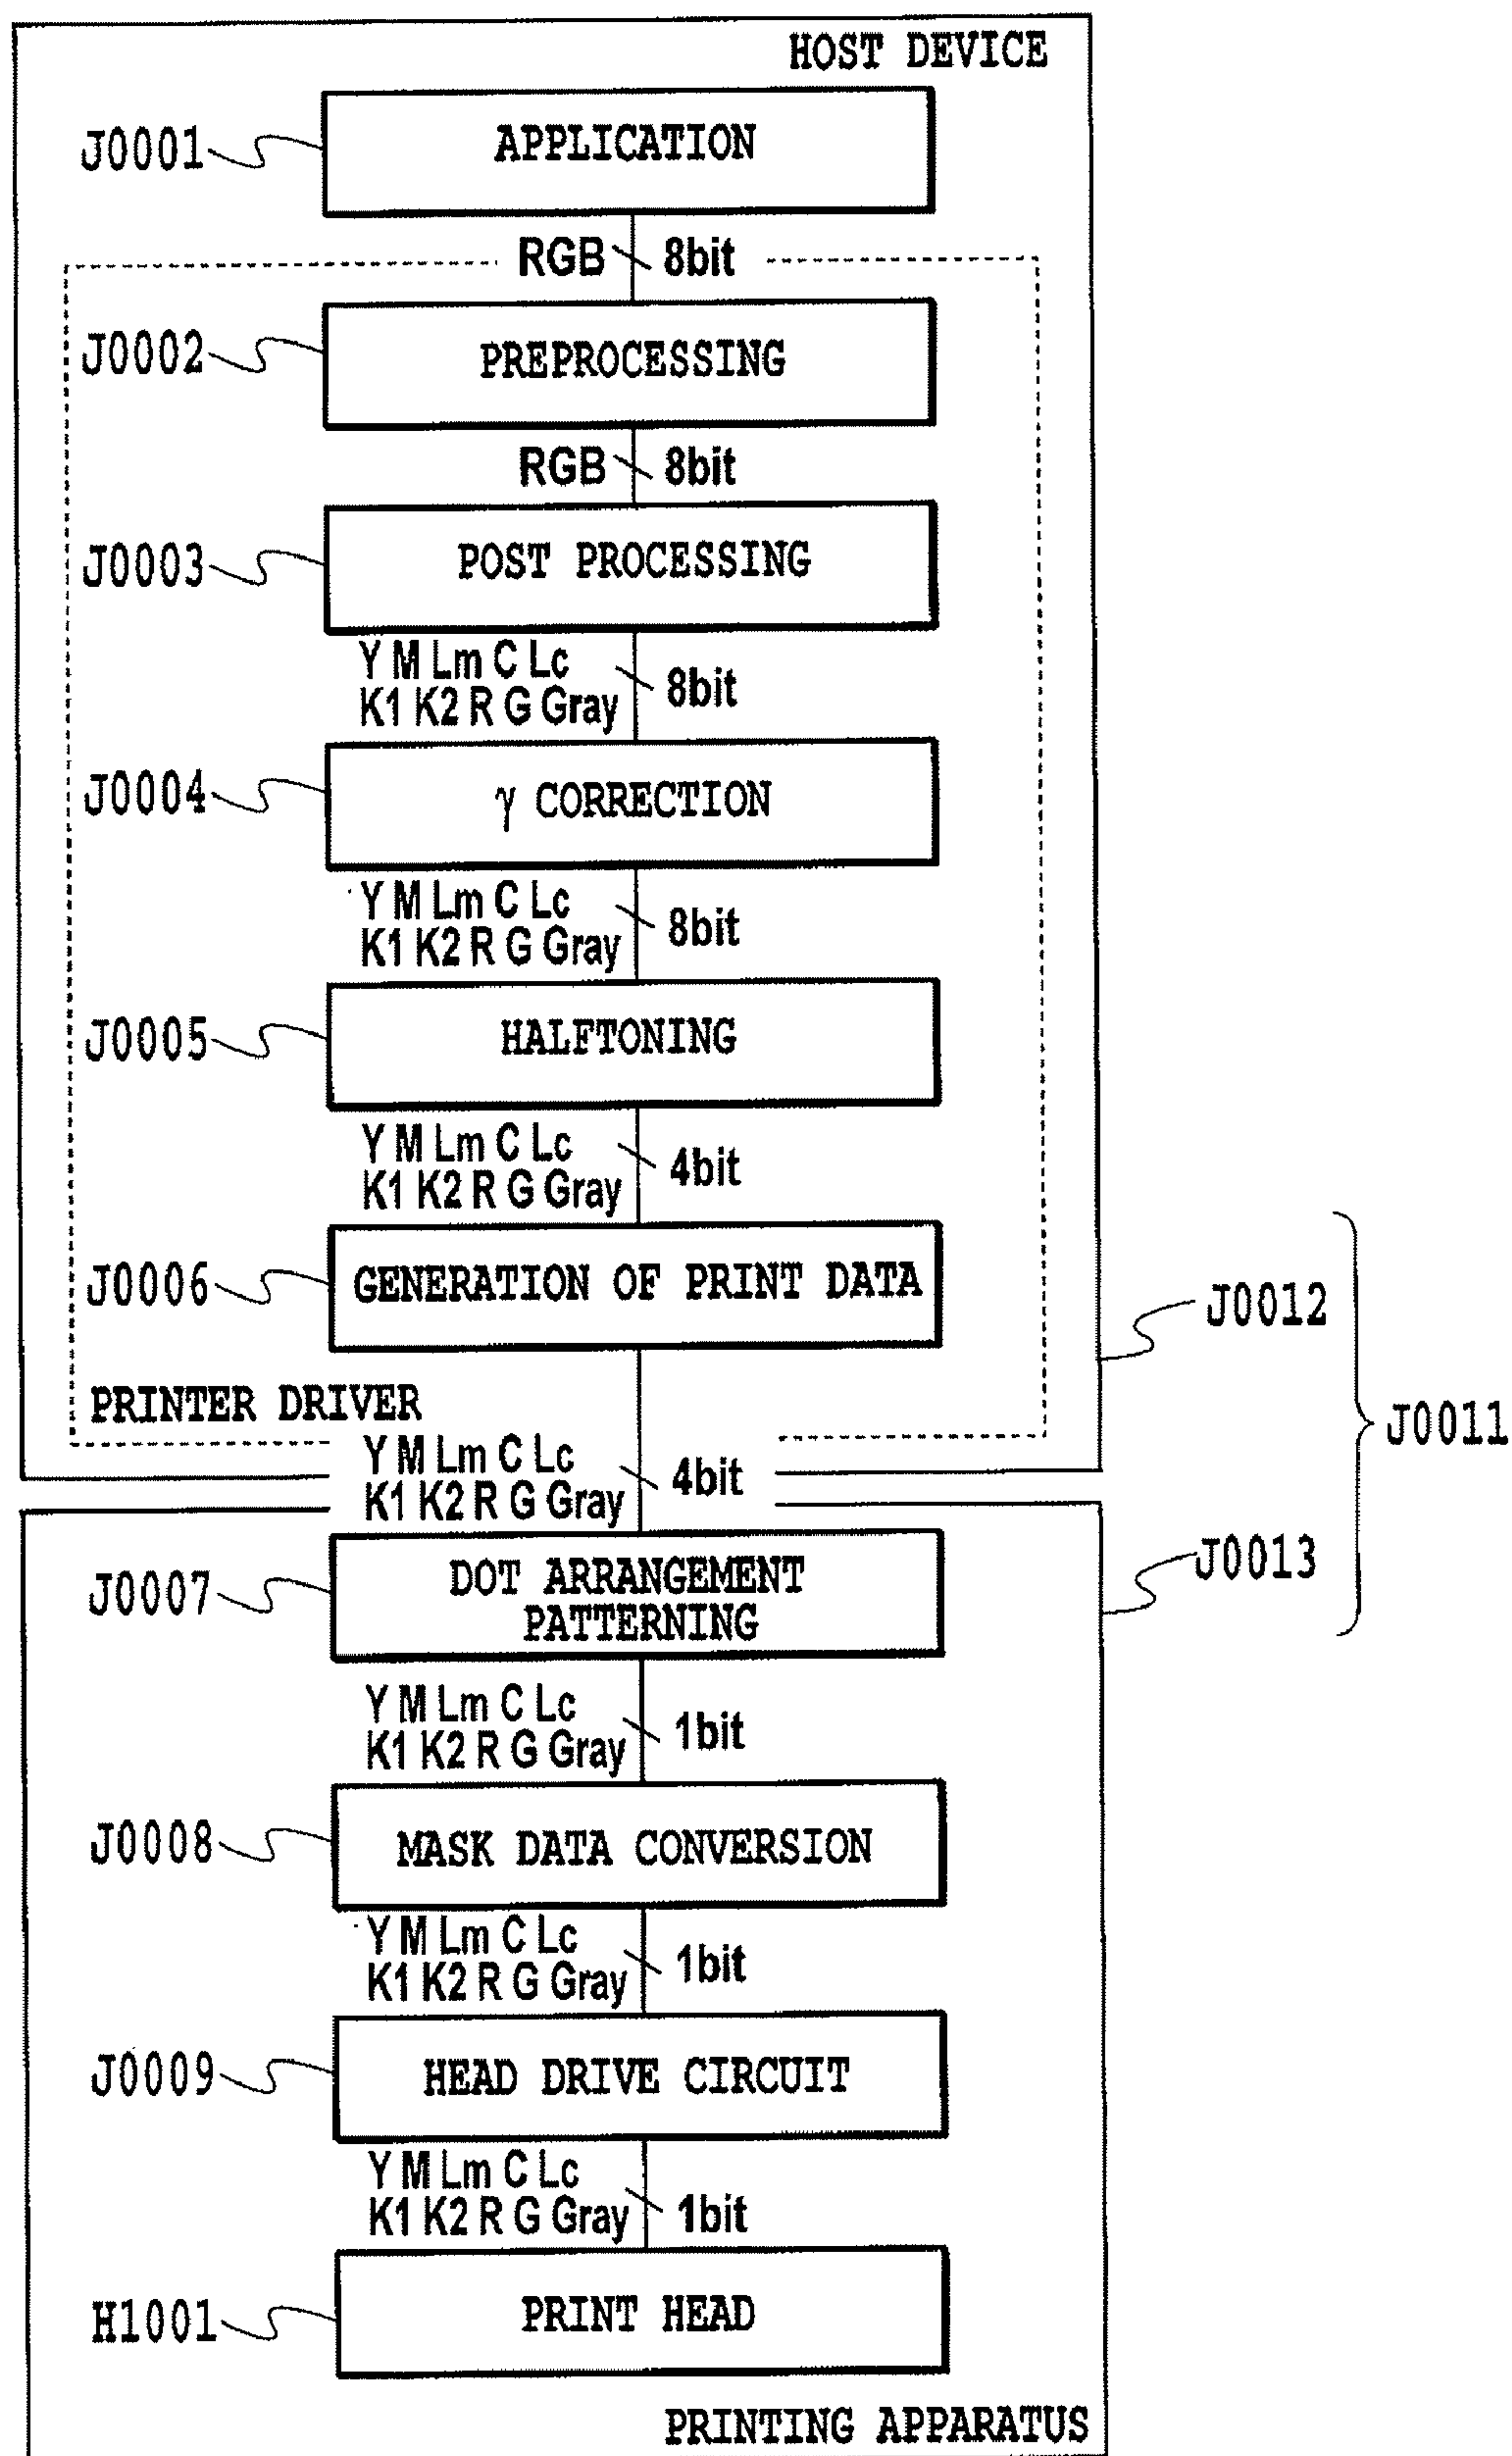 HOST DEVICE
J0001
APPLICATION
RGB 8bit
J0002
PREPROCESSING
RGB 8bit
J0003
POST PROCESSING
Y M Lm C Lc
K1 K2 R G Gray
8bit
J0004
γ CORRECTION
Y M Lm C Lc
K1 K2 R G Gray
8bit
J0005
HALFTONING
Y M Lm C Lc
K1 K2 R G Gray
4bit
J0006
GENERATION OF PRINT DATA
J0012
PRINTER DRIVER
J0011
Y M Lm C Lc
K1 K2 R G Gray
4bit
J0013
J0007
DOT ARRANGEMENT
PATTERNING
Y M Lm C Lc
K1 K2 R G Gray
1bit
J0008
MASK DATA CONVERSION
Y M Lm C Lc
K1 K2 R G Gray
1bit
J0009
HEAD DRIVE CIRCUIT
Y M Lm C Lc
K1 K2 R G Gray
1bit
H1001
PRINT HEAD
PRINTING APPARATUS